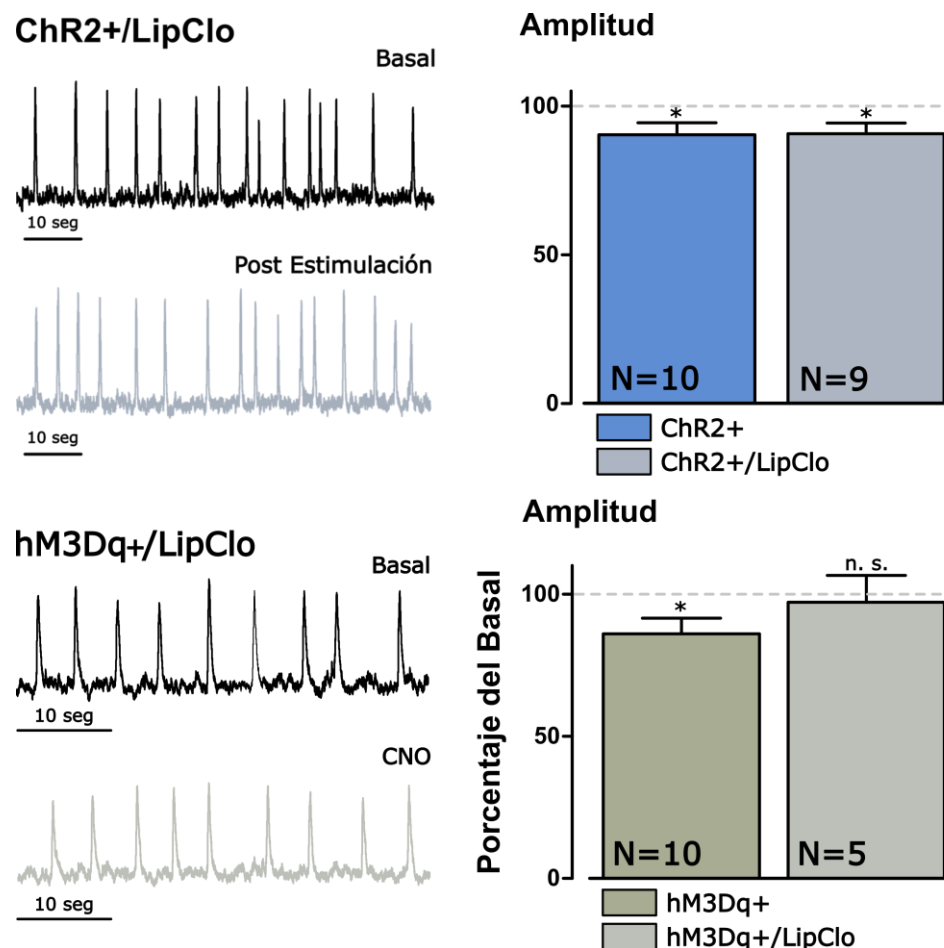 ChR2+/LipClo
Basal
10 seg
Post Estimulación
10 seg
Amplitud
100
*
*
50
N=10
N=9
0
ChR2+
ChR2+/LipClo
hM3Dq+/LipClo
Basal
10 seg
CNO
10 seg
Amplitud
Porcentaje del Basal
n. s.
100
*
50
N=10
N=5
0
hM3Dq+
hM3Dq+/LipClo